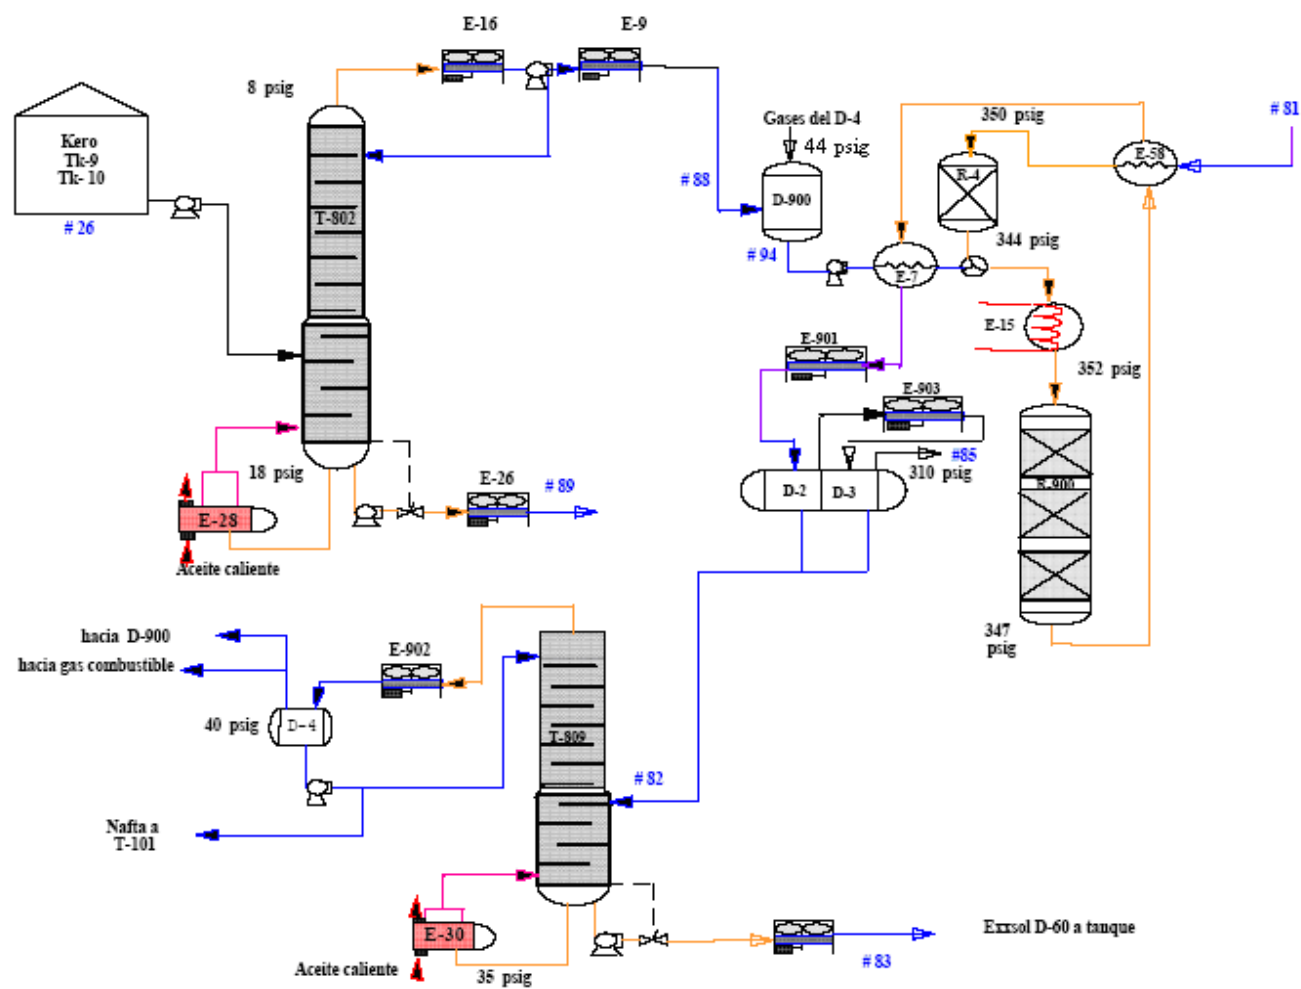 E-16
E-9
8 psig
Kero
Tk-9
Tk- 10
# 26
T-802
Gases del D-4
44 psig
# 88
D-900
# 94
350 psig
# 81
E-58
R-4
344 psig
E-7
E-15
352 psig
E-901
E-903
#85
310 psig
D-2
D-3
R-900
18 psig
E-28
Aceite caliente
E-26
# 89
347
psig
hacia D-900
hacia gas combustible
E-902
40 psig
D-4
T-809
# 82
Nafta a
T-101
E-30
Aceite caliente
35 psig
# 83
Exxsol D-60 a tanque